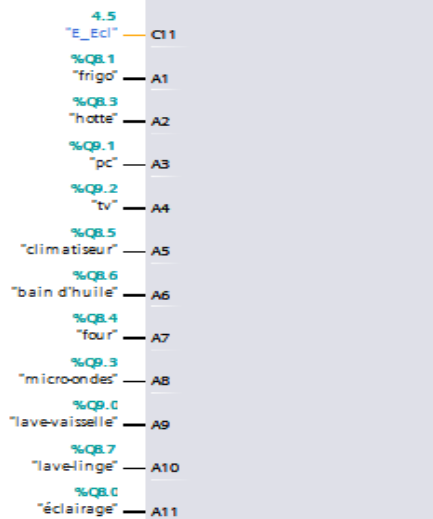 4.5
"E_Ecl" C11
%Q8.1
"frigo" A1
%Q8.3
"hotte" A2
%Q9.1
"pc" A3
%Q9.2
"tv" A4
%Q8.5
"climatiseur" A5
%Q8.6
"bain d'huile" A6
%Q8.4
"four" A7
%Q9.3
"micro-ondes" A8
%Q9.0
"lave-vaisselle" A9
%Q8.7
"lave-linge" A10
%Q8.0
"éclairage" A11